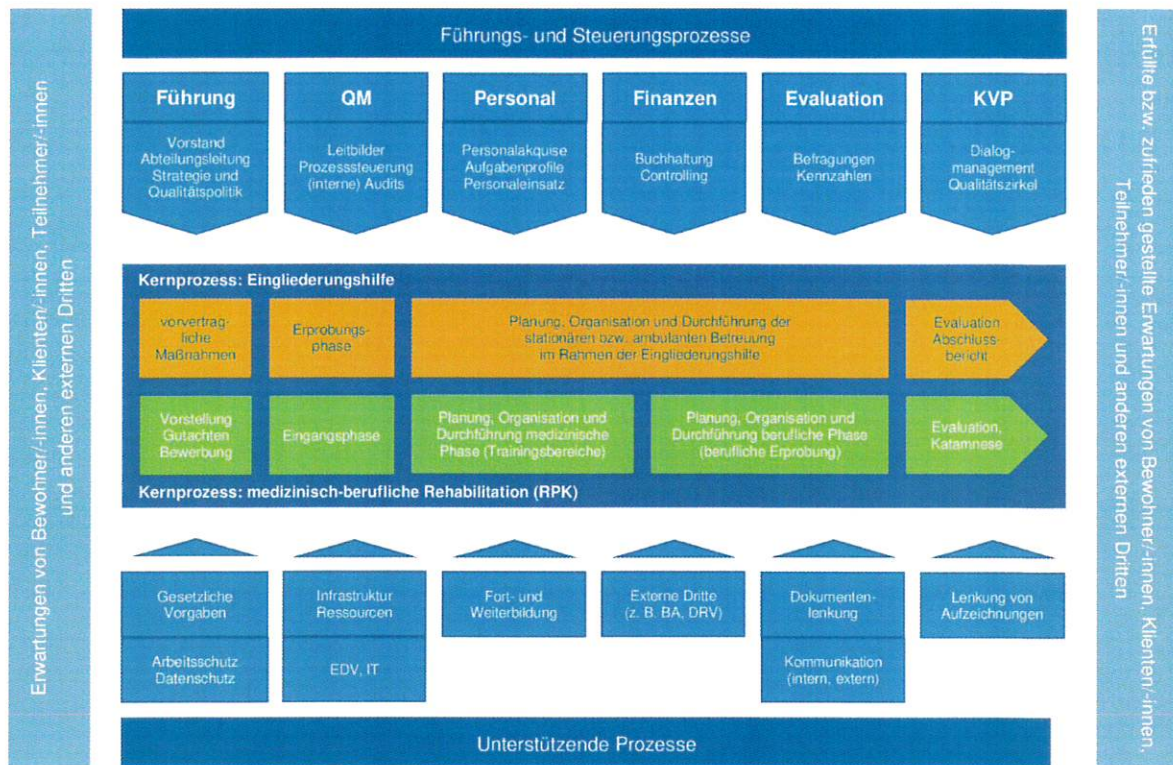 Erwartungen von Bewohner/-innen, Klienten/-innen, Teilnehmer/-innen
und anderen externen Dritten
Führungs- und Steuerungsprozesse
Führung
Vorstand
Abteilungsleitung
Strategie und
Qualitätspolitik
QM
Leitbilder
Prozesssteuerung
(interne) Audits
Personal
Personalakquise
Aufgabenprofile
Personaleinsatz
Finanzen
Buchhaltung
Controlling
Evaluation
Befragungen
Kennzahlen
KVP
Dialog-
management
Qualitätszirkel
Kernprozess: Eingliederungshilfe
vorvertrag-
liche
Maßnahmen
Erprobungs-
phase
Planung, Organisation und Durchführung der
stationären bzw. ambulanten Betreuung
im Rahmen der Eingliederungshilfe
Evaluation
Abschluss-
bericht
Vorstellung
Gutachten
Bewerbung
Eingangsphase
Planung, Organisation und
Durchführung medizinische
Phase (Trainingsbereiche)
Planung, Organisation und
Durchführung berufliche Phase
(berufliche Erprobung)
Evaluation,
Katamnese
Kernprozess: medizinisch-berufliche Rehabilitation (RPK)
Gesetzliche
Vorgaben
Arbeitsschutz
Datenschutz
Infrastruktur
Ressourcen
EDV, IT
Fort- und
Weiterbildung
Externe Dritte
(z. B. BA, DRV)
Dokumenten-
lenkung
Kommunikation
(intern, extern)
Lenkung von
Aufzeichnungen
Unterstützende Prozesse
Erfüllte bzw. zufrieden gestellte Erwartungen von Bewohner/-innen, Klienten/-innen,
Teilnehmer/-innen und anderen externen Dritten